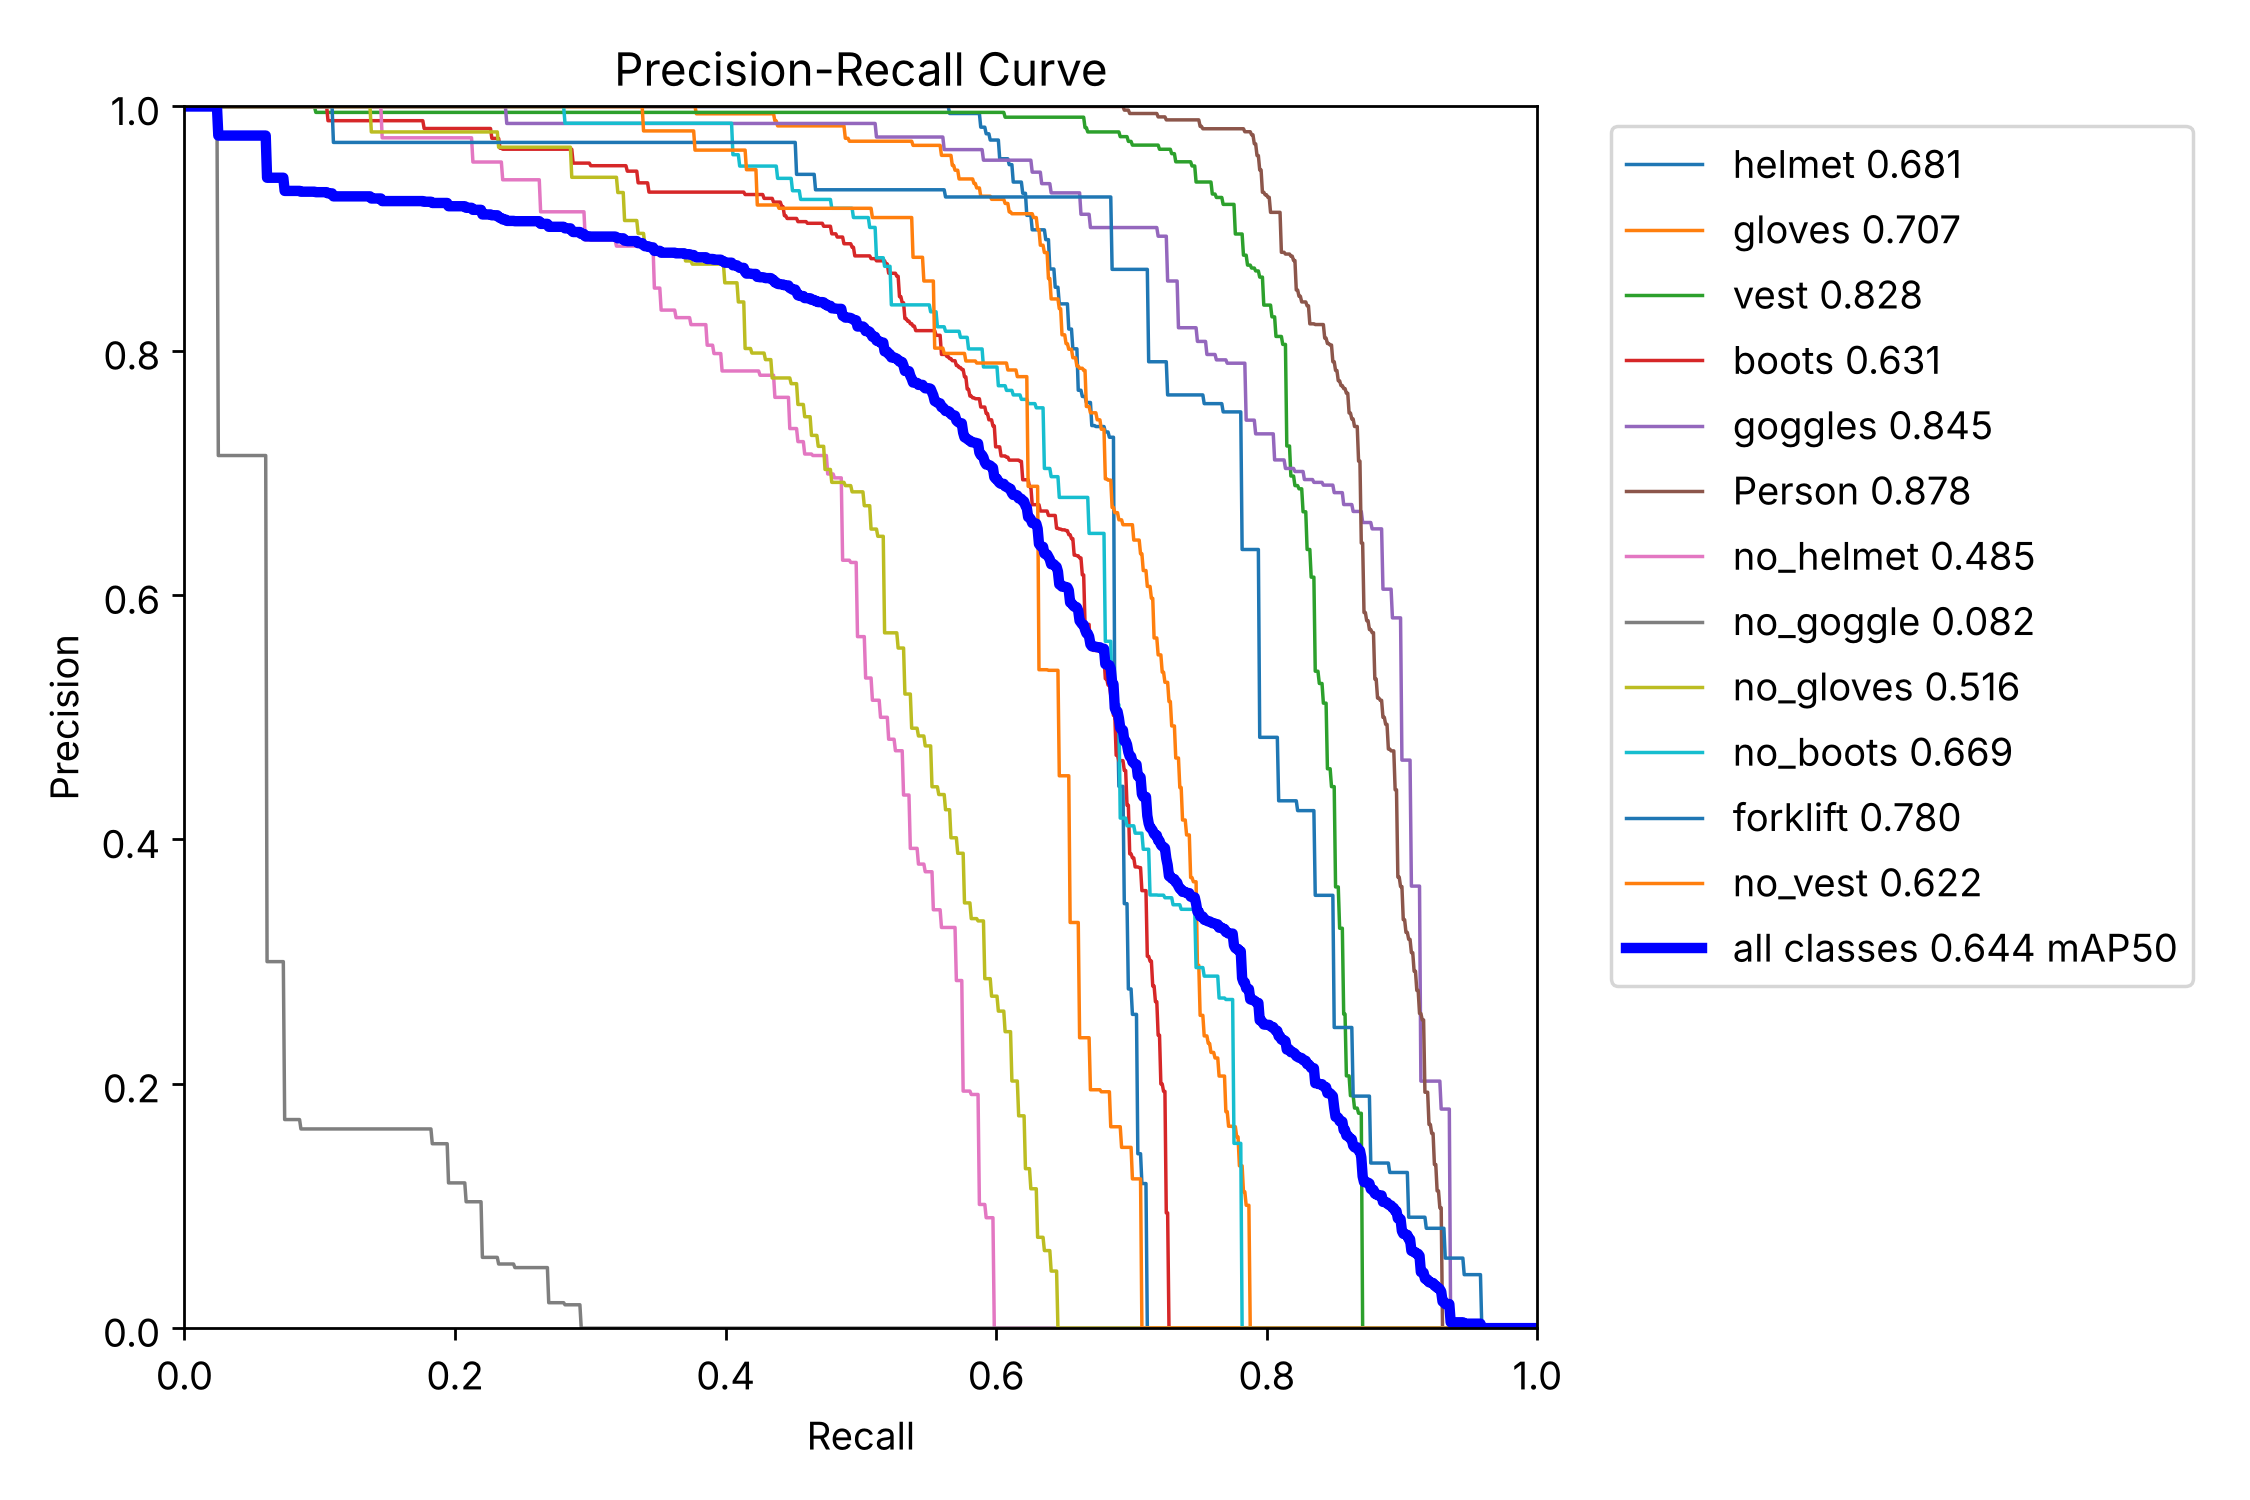 Precision-Recall Curve
1.0
0.8
0.6
0.4
0.2
0.0
Precision
0.0 0.2 0.4 0.6 0.8 1.0
Recall
helmet 0.681
gloves 0.707
vest 0.828
boots 0.631
goggles 0.845
Person 0.878
no_helmet 0.485
no_goggle 0.082
no_gloves 0.516
no_boots 0.669
forklift 0.780
no_vest 0.622
all classes 0.644 mAP50